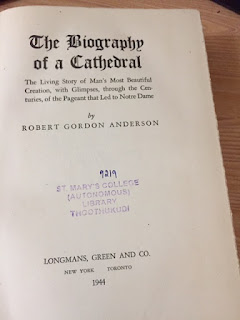 The Biography
of a Cathedral
The Living Story of Man's Most Beautiful
Creation, with Glimpses, through the Cen-
turies, of the Pageant that Led to Notre Dame
by
ROBERT GORDON ANDERSON
9219
ST. MARY'S COLLEGE
(AUTONOMOUS)
LIBRARY
THOOTHUKUDI
LONGMANS, GREEN AND CO.
NEW YORK TORONTO
1944